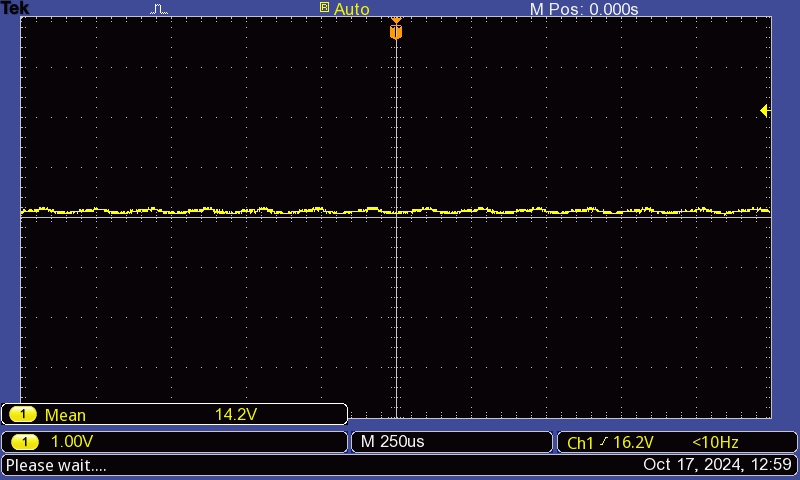 Tek R Auto M Pos: 0.000s
T
1 Mean 14.2V
1 1.00V M 250us Ch1 16.2V <10Hz
Please wait.... Oct 17, 2024, 12:59